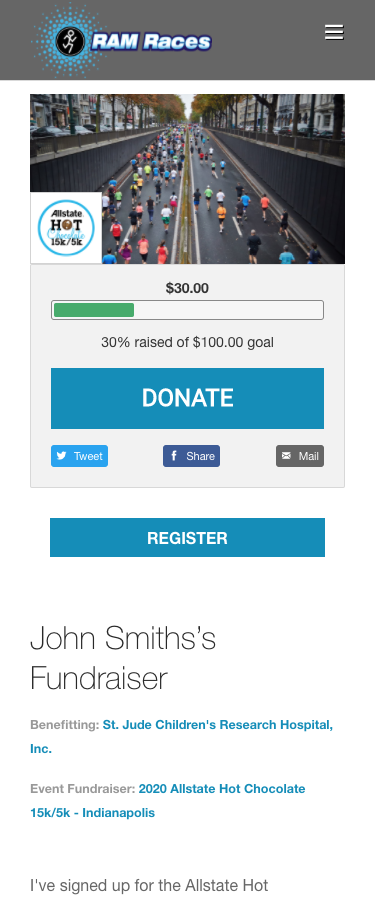 RAM Races
Allstate
HOT
Chocolate
15k/5k
$30.00
30% raised of $100.00 goal
DONATE
Tweet
Share
Mail
REGISTER
John Smiths's
Fundraiser
Benefitting: St. Jude Children's Research Hospital,
Inc.
Event Fundraiser: 2020 Allstate Hot Chocolate
15k/5k - Indianapolis
I've signed up for the Allstate Hot